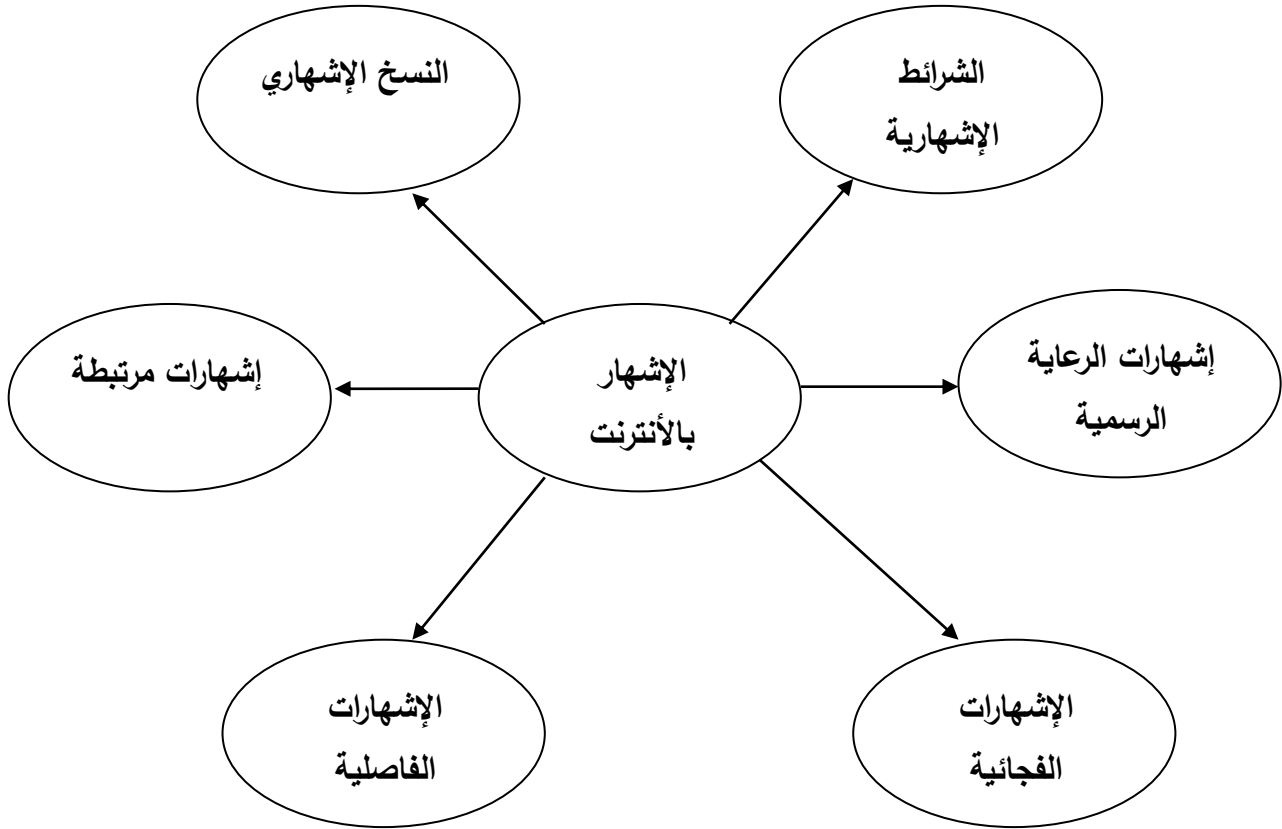 الشرائط
الإشهارية
النسخ الإشهاري
إشهارات الرعاية
الرسمية
الإشهار
بالأنترنت
إشهارات مرتبطة
الإشهارات
الفجائية
الإشهارات
الفاصلية